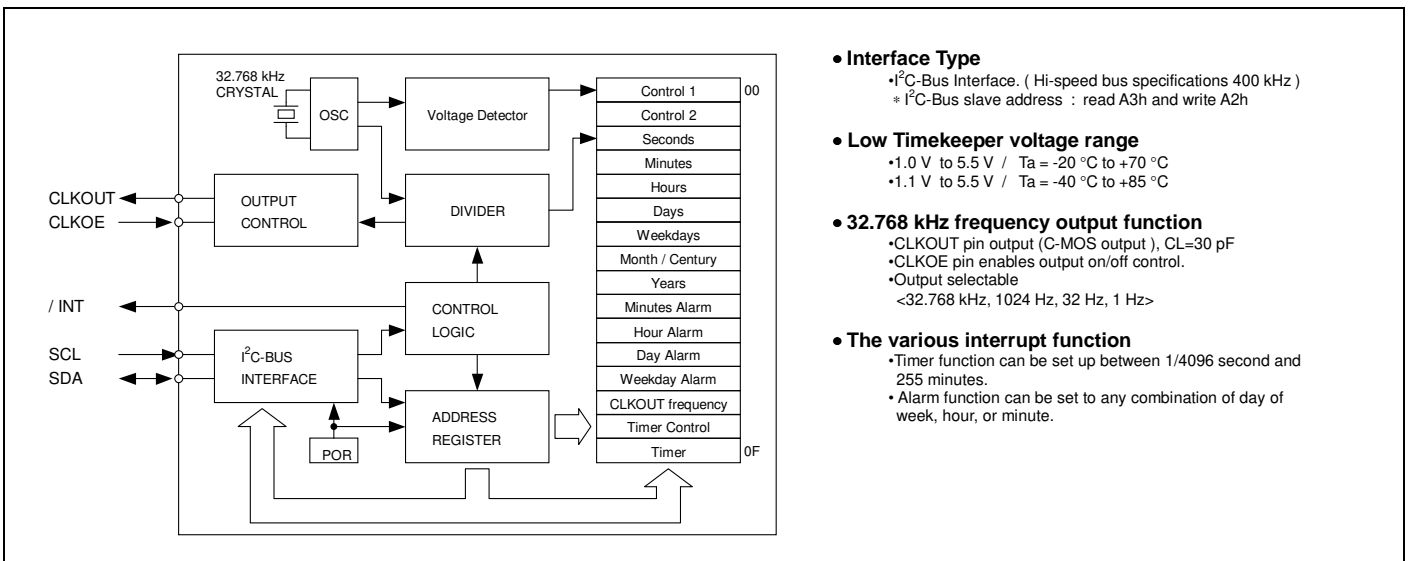 32.768 kHz
CRYSTAL
OSC
Voltage Detector
Control 1
00
Control 2
Seconds
Minutes
Hours
Days
Weekdays
Month / Century
Years
Minutes Alarm
Hour Alarm
Day Alarm
Weekday Alarm
CLKOUT frequency
Timer Control
Timer
0F
CLKOUT
CLKOE
OUTPUT
CONTROL
DIVIDER
/ INT
CONTROL
LOGIC
SCL
SDA
I²C-BUS
INTERFACE
ADDRESS
REGISTER
POR
● Interface Type
•I²C-Bus Interface. ( Hi-speed bus specifications 400 kHz )
∗ I²C-Bus slave address : read A3h and write A2h
● Low Timekeeper voltage range
•1.0 V to 5.5 V / Ta = -20 °C to +70 °C
•1.1 V to 5.5 V / Ta = -40 °C to +85 °C
● 32.768 kHz frequency output function
•CLKOUT pin output (C-MOS output ), CL=30 pF
•CLKOE pin enables output on/off control.
•Output selectable
<32.768 kHz, 1024 Hz, 32 Hz, 1 Hz>
● The various interrupt function
•Timer function can be set up between 1/4096 second and
255 minutes.
• Alarm function can be set to any combination of day of
week, hour, or minute.